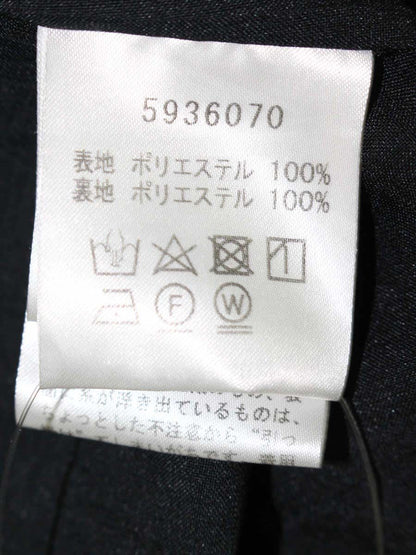 5936070
表地 ポリエステル 100%
裏地 ポリエステル 100%
F
W
糸が浮き出ているものは、
ちょっとした不注意から“引っ